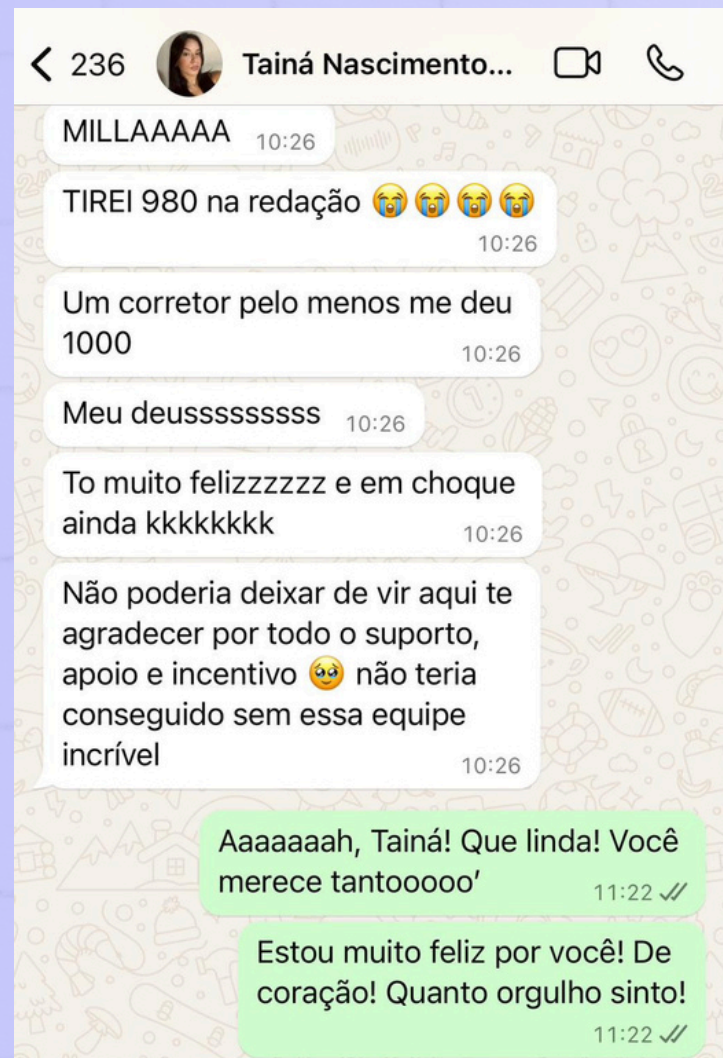 236
Tainá Nascimento...
MILLAAAAA
10:26
TIREI 980 na redação 😭😭😭😭
10:26
Um corretor pelo menos me deu
1000
10:26
Meu deusssssssss
10:26
To muito felizzzzzz e em choque
ainda kkkkkkkk
10:26
Não poderia deixar de vir aqui te
agradecer por todo o suporto,
apoio e incentivo 🥹 não teria
conseguido sem essa equipe
incrível
10:26
Aaaaaaah, Tainá! Que linda! Você
merece tantooooo’
11:22
Estou muito feliz por você! De
coração! Quanto orgulho sinto!
11:22